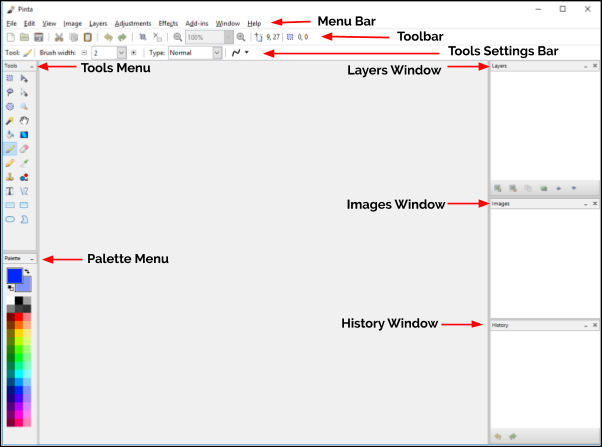 Pinta
File Edit View Image Layers Adjustments Effects Add-ins Window Help
Menu Bar
100% 9, 27 0, 0
Toolbar
Tool: Brush width: 2 Type: Normal
Tools Settings Bar
Tools
Tools Menu
Layers Window
Layers
Images Window
Images
Palette
Palette Menu
History Window
History